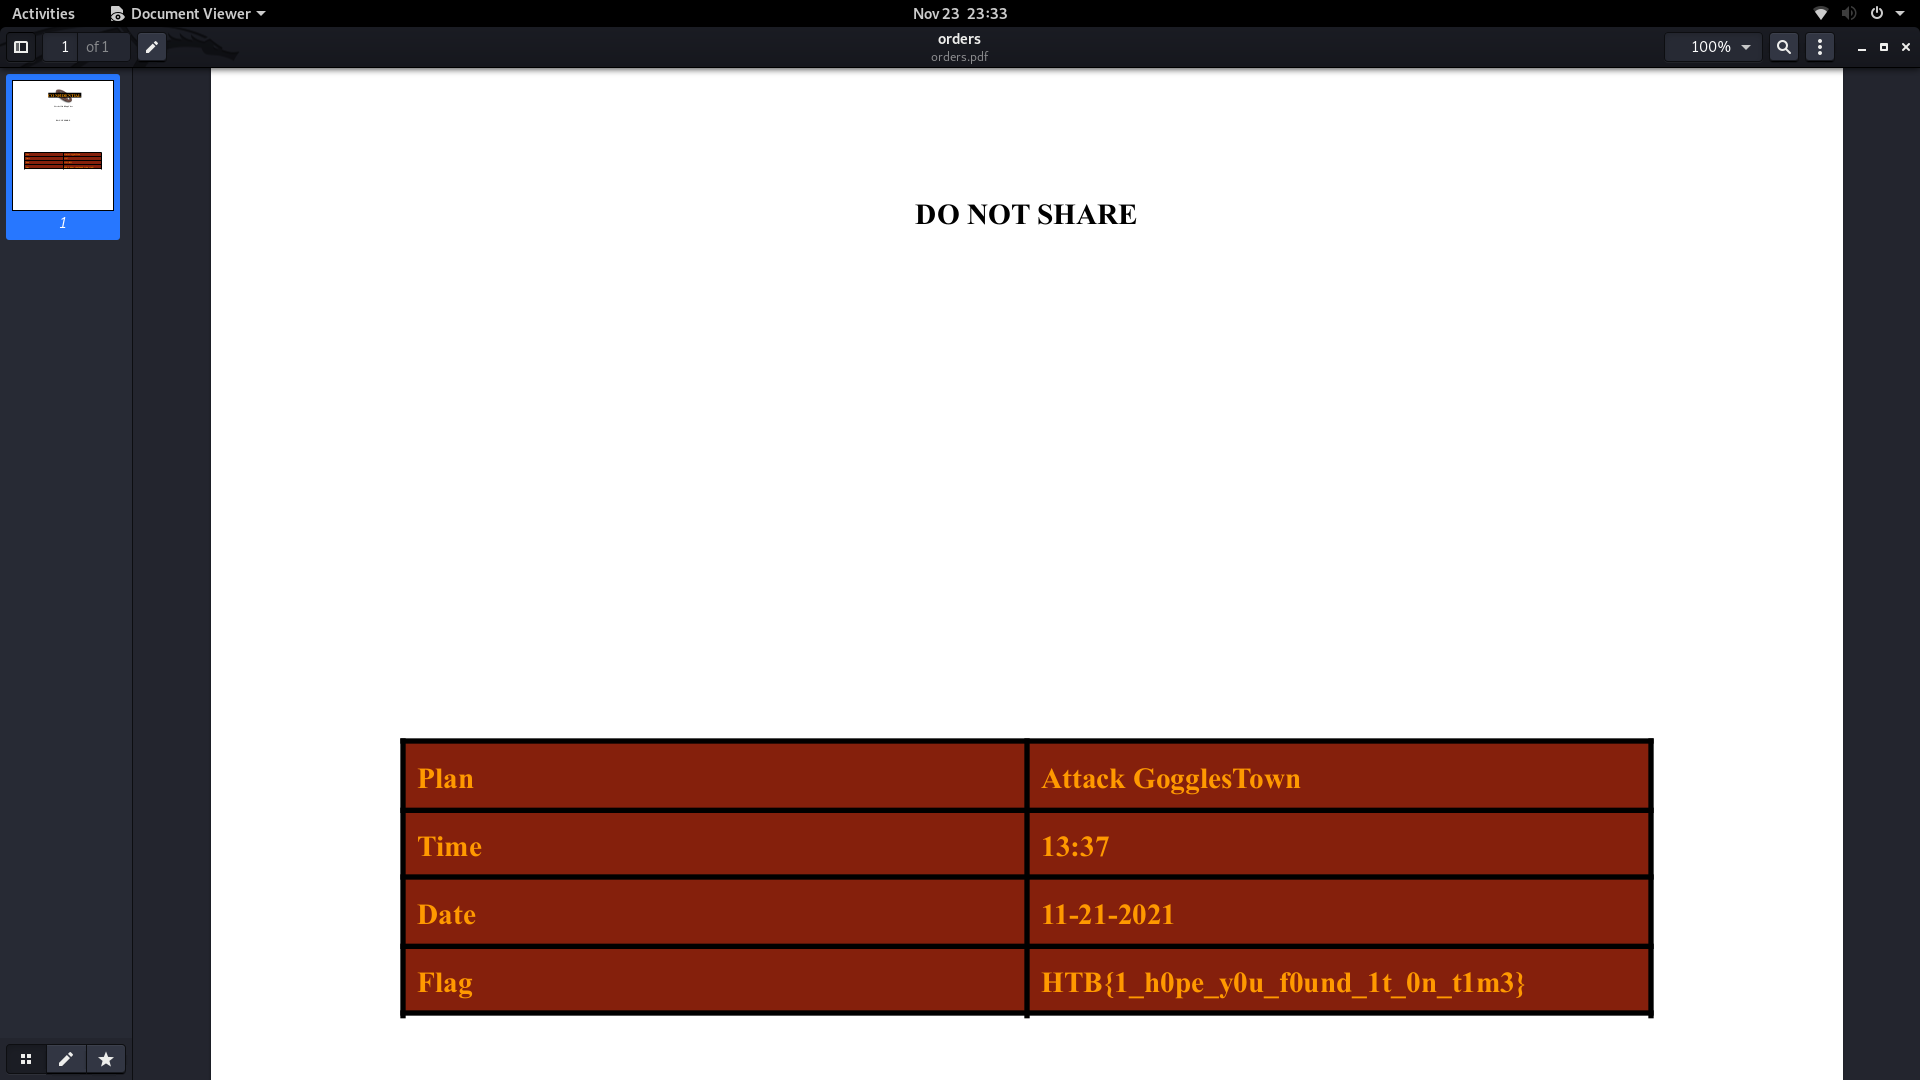 Activities Document Viewer Nov 23 23:33
1 of 1 orders 100%
orders.pdf
1
DO NOT SHARE
Plan Attack GogglesTown
Time 13:37
Date 11-21-2021
Flag HTB{1_h0pe_y0u_f0und_1t_0n_t1m3}